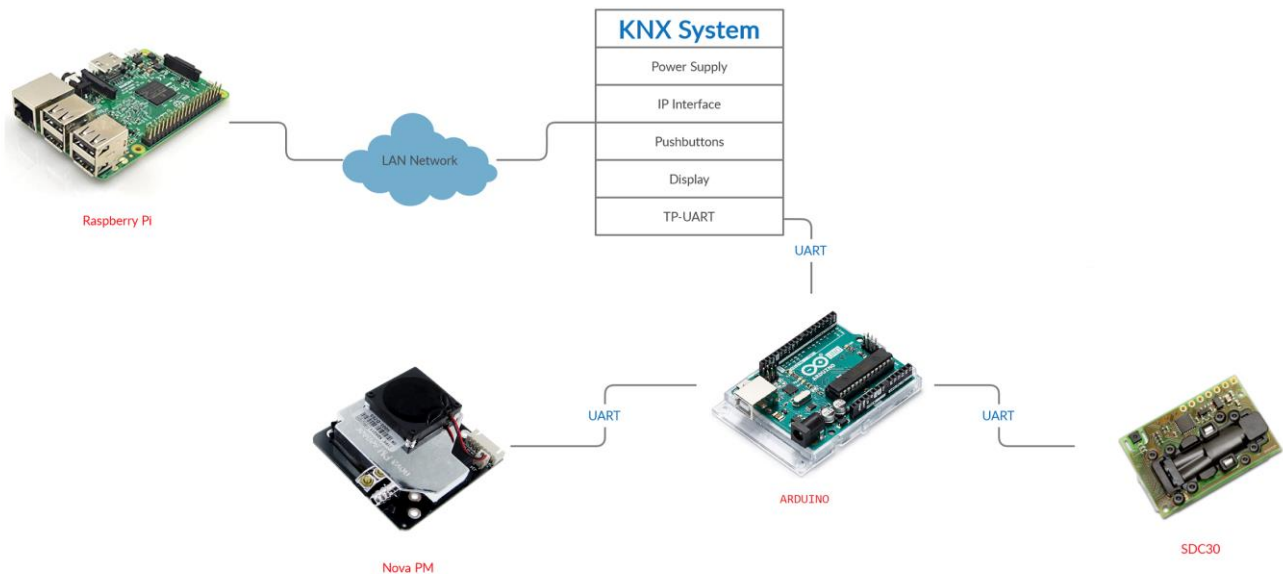 KNX System
Power Supply
IP Interface
Pushbuttons
Display
TP-UART
LAN Network
Raspberry Pi
UART
UART
UART
ARDUINO
ARDUINO
SDC30
Nova PM